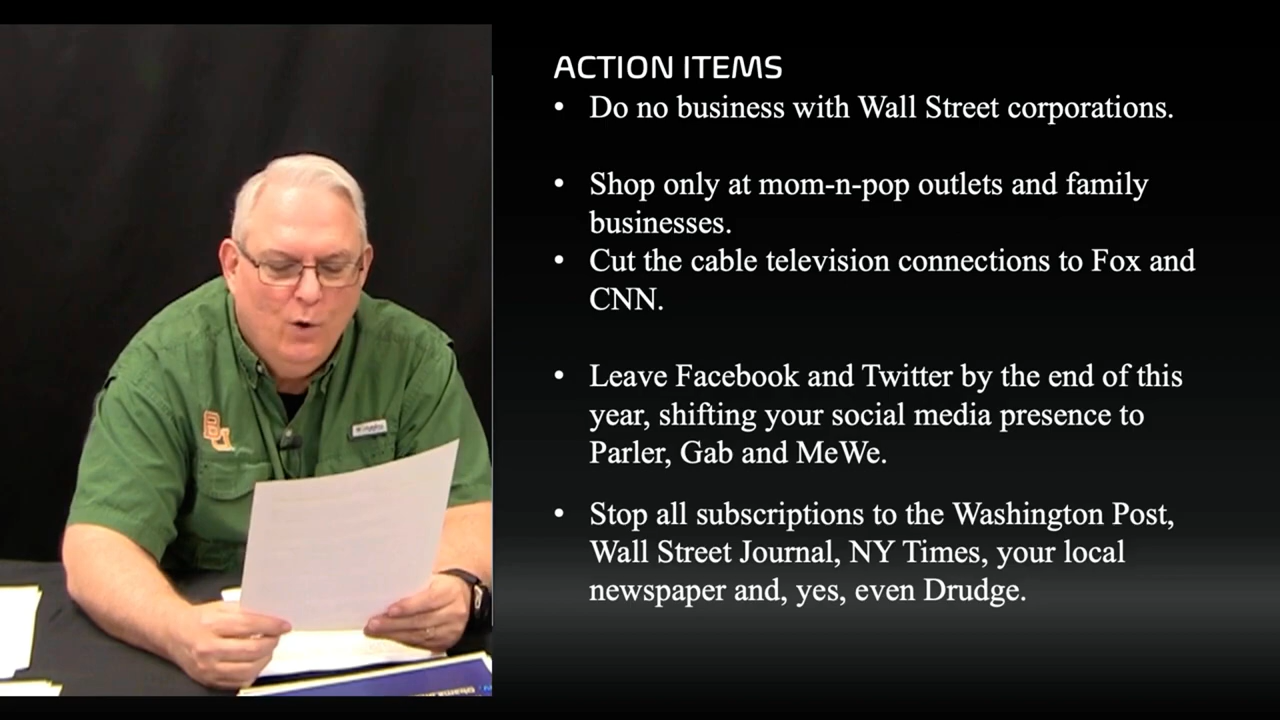 ACTION ITEMS
• Do no business with Wall Street corporations.
• Shop only at mom-n-pop outlets and family
businesses.
• Cut the cable television connections to Fox and
CNN.
• Leave Facebook and Twitter by the end of this
year, shifting your social media presence to
Parler, Gab and MeWe.
• Stop all subscriptions to the Washington Post,
Wall Street Journal, NY Times, your local
newspaper and, yes, even Drudge.
BU